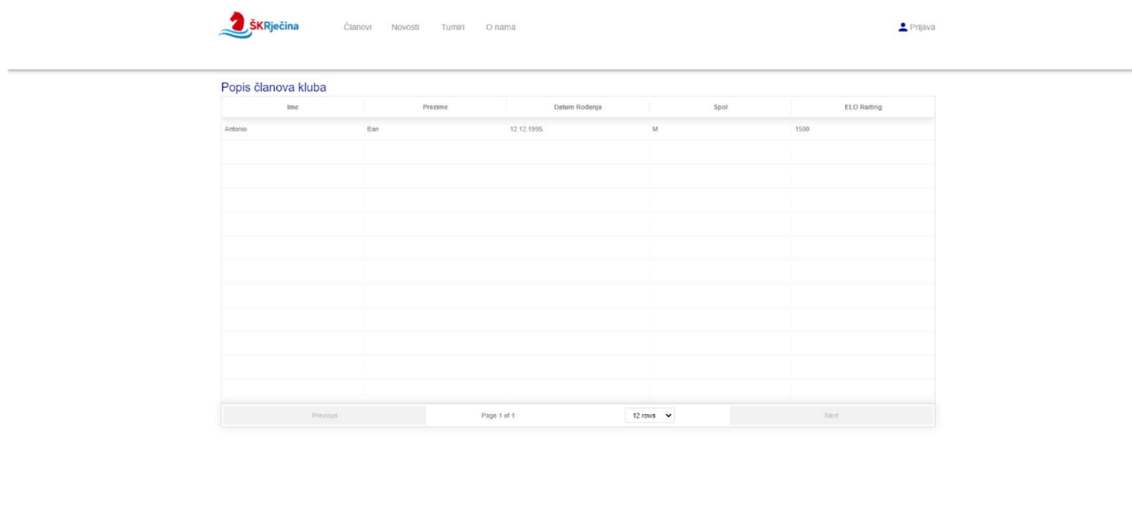 ŠKRječina Članovi Novosti Turniri O nama Prijava
Popis članova kluba
Ime Prezime Datum Rođenja Spol ELO Raiting
Antonio Ban 12.12.1995. M 1500
Previous Page 1 of 1 12 rows Next